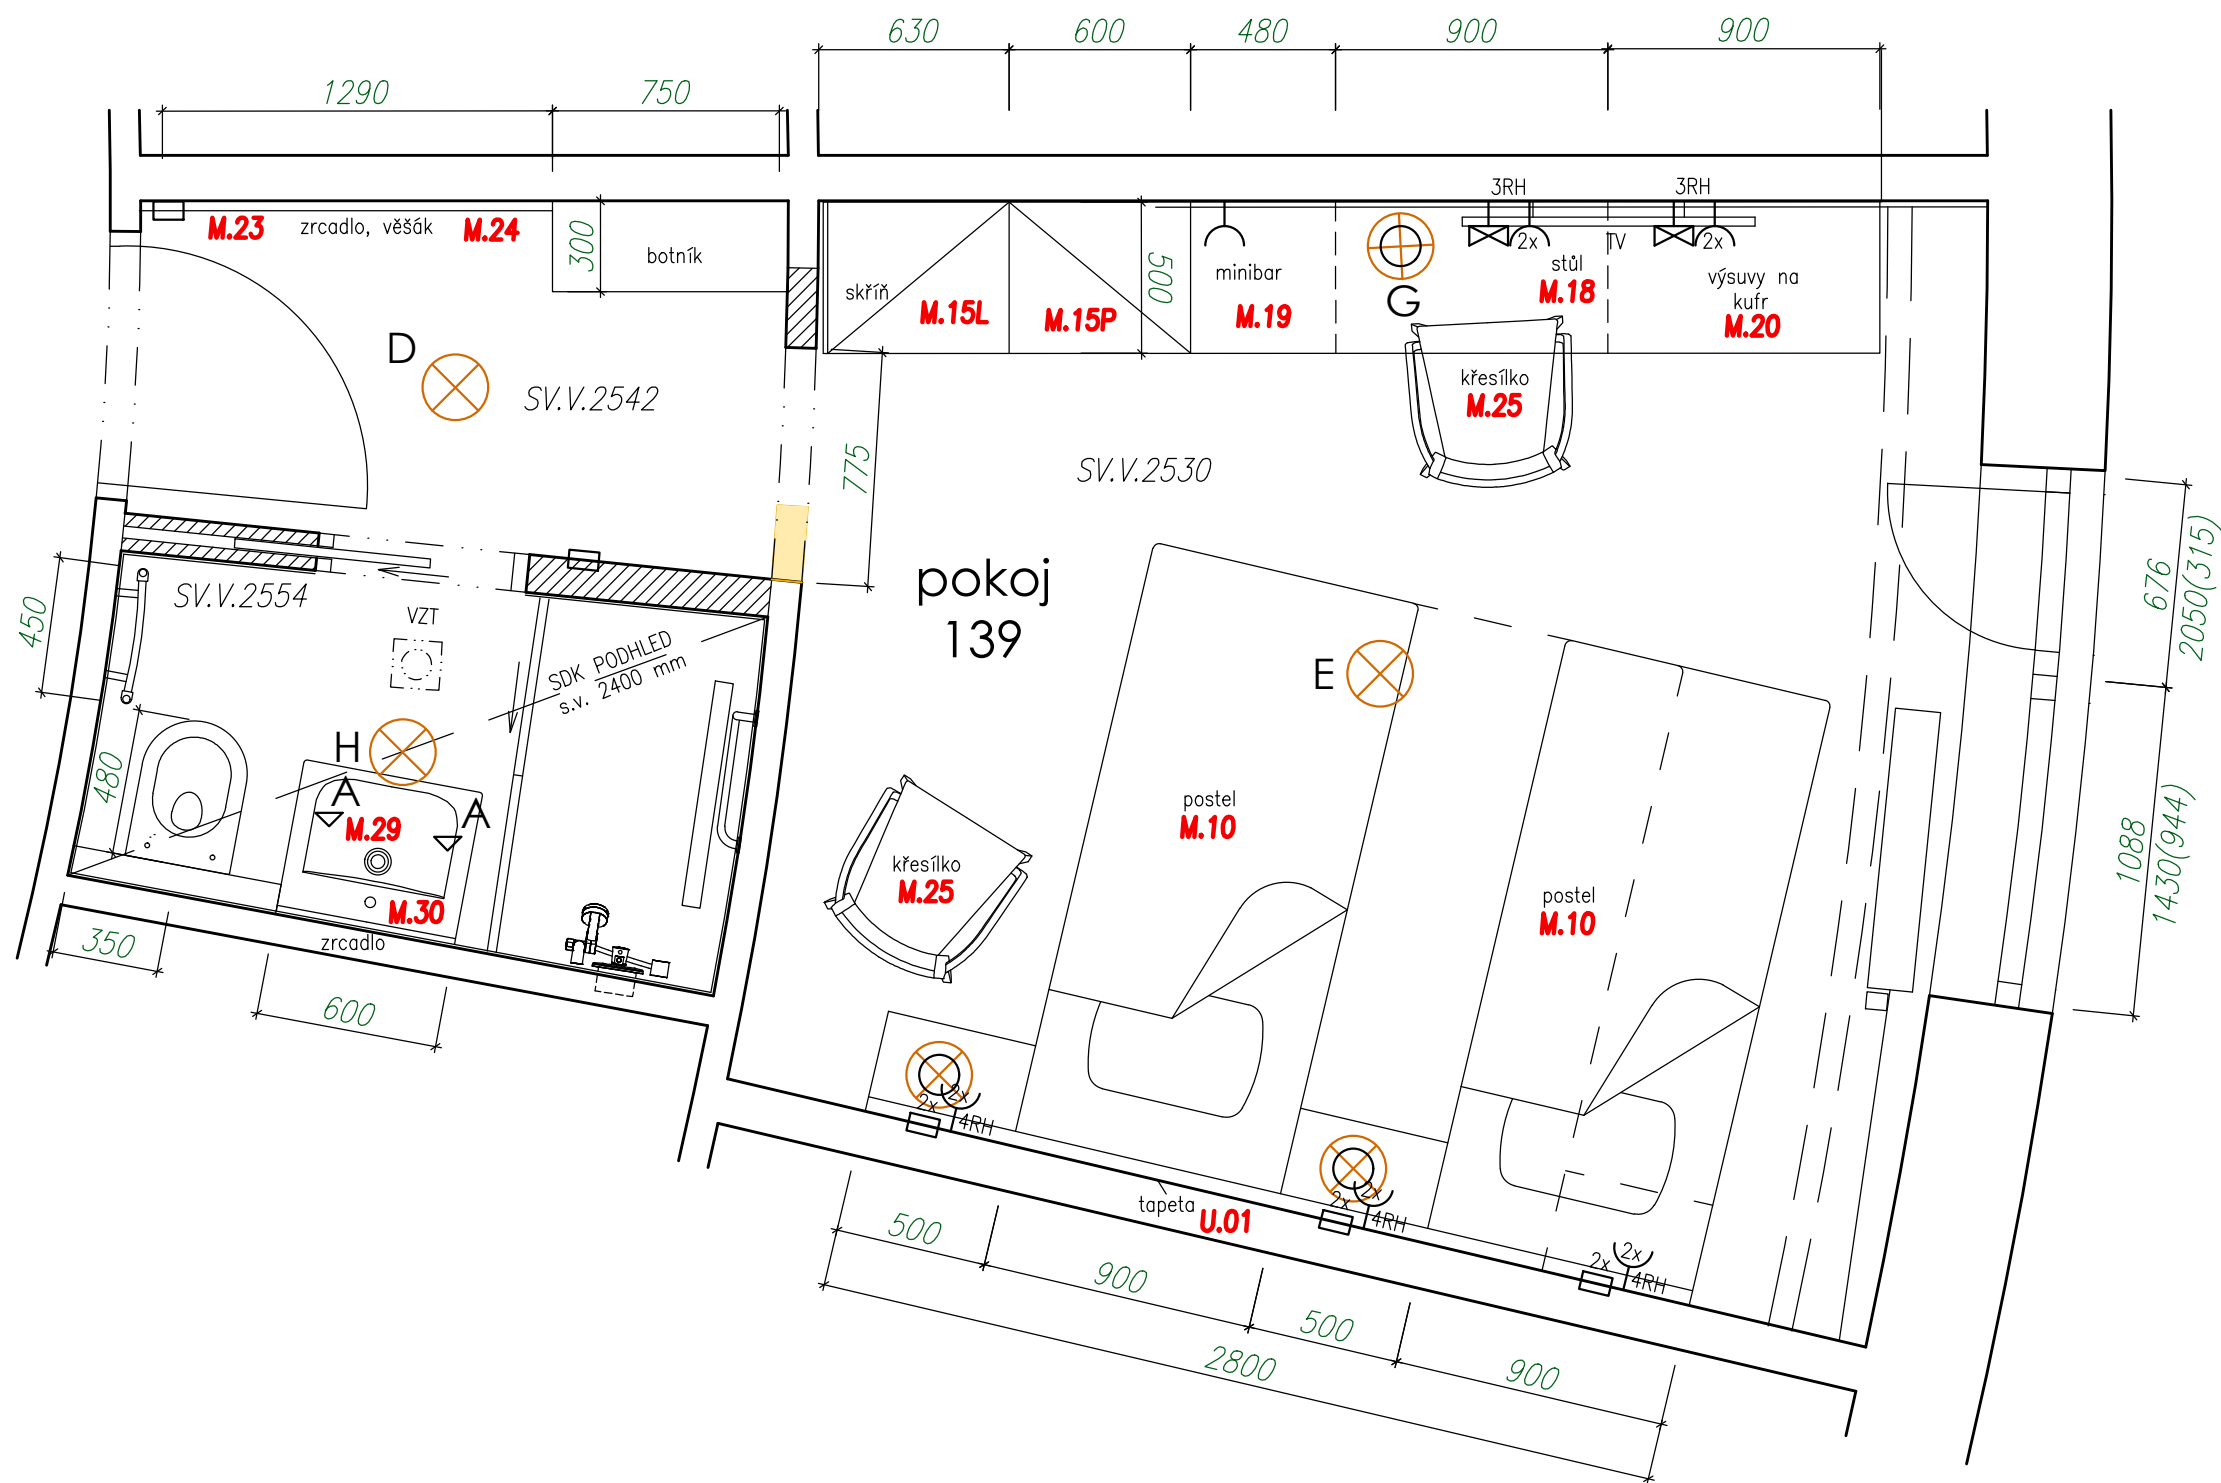 630 600 480 900 900
1290 750
3RH 3RH
M.23 zrcadlo, věšák M.24
300 botník
2x TV 2x
skříň M.15L M.15P 500
minibar M.19
G
stůl
M.18
výsuvy na
kufr
M.20
D
SV.V.2542
křesílko
M.25
775
SV.V.2530
676
2050(315)
pokoj
139
SV.V.2554
450
VZT
SDK PODHLED
s.v. 2400 mm
E
H
A A
480
M.29
M.30
zrcadlo
350
600
postel
M.10
křesílko
M.25
postel
M.10
1088
1430(944)
2x 2x
4RH
2x 2x
4RH
2x 2x
4RH
tapeta U.01
500
900
500
900
2800